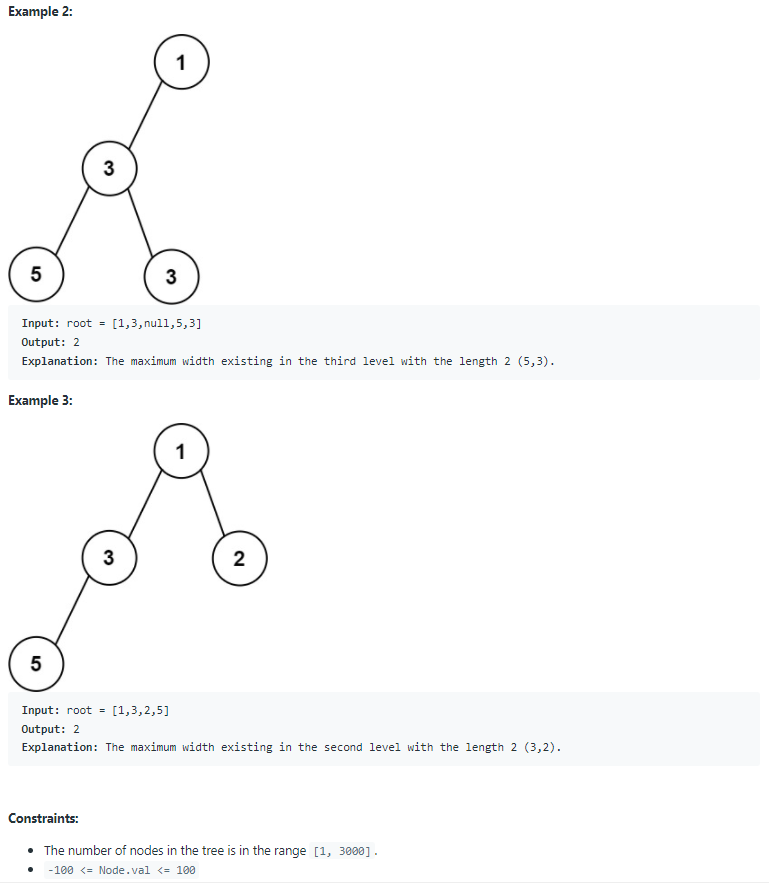 Example 2:
1
3
5
3
Input: root = [1,3,null,5,3]
Output: 2
Explanation: The maximum width existing in the third level with the length 2 (5,3).
Example 3:
1
3
2
5
Input: root = [1,3,2,5]
Output: 2
Explanation: The maximum width existing in the second level with the length 2 (3,2).
Constraints:
• The number of nodes in the tree is in the range [1, 3000].
• -100 <= Node.val <= 100